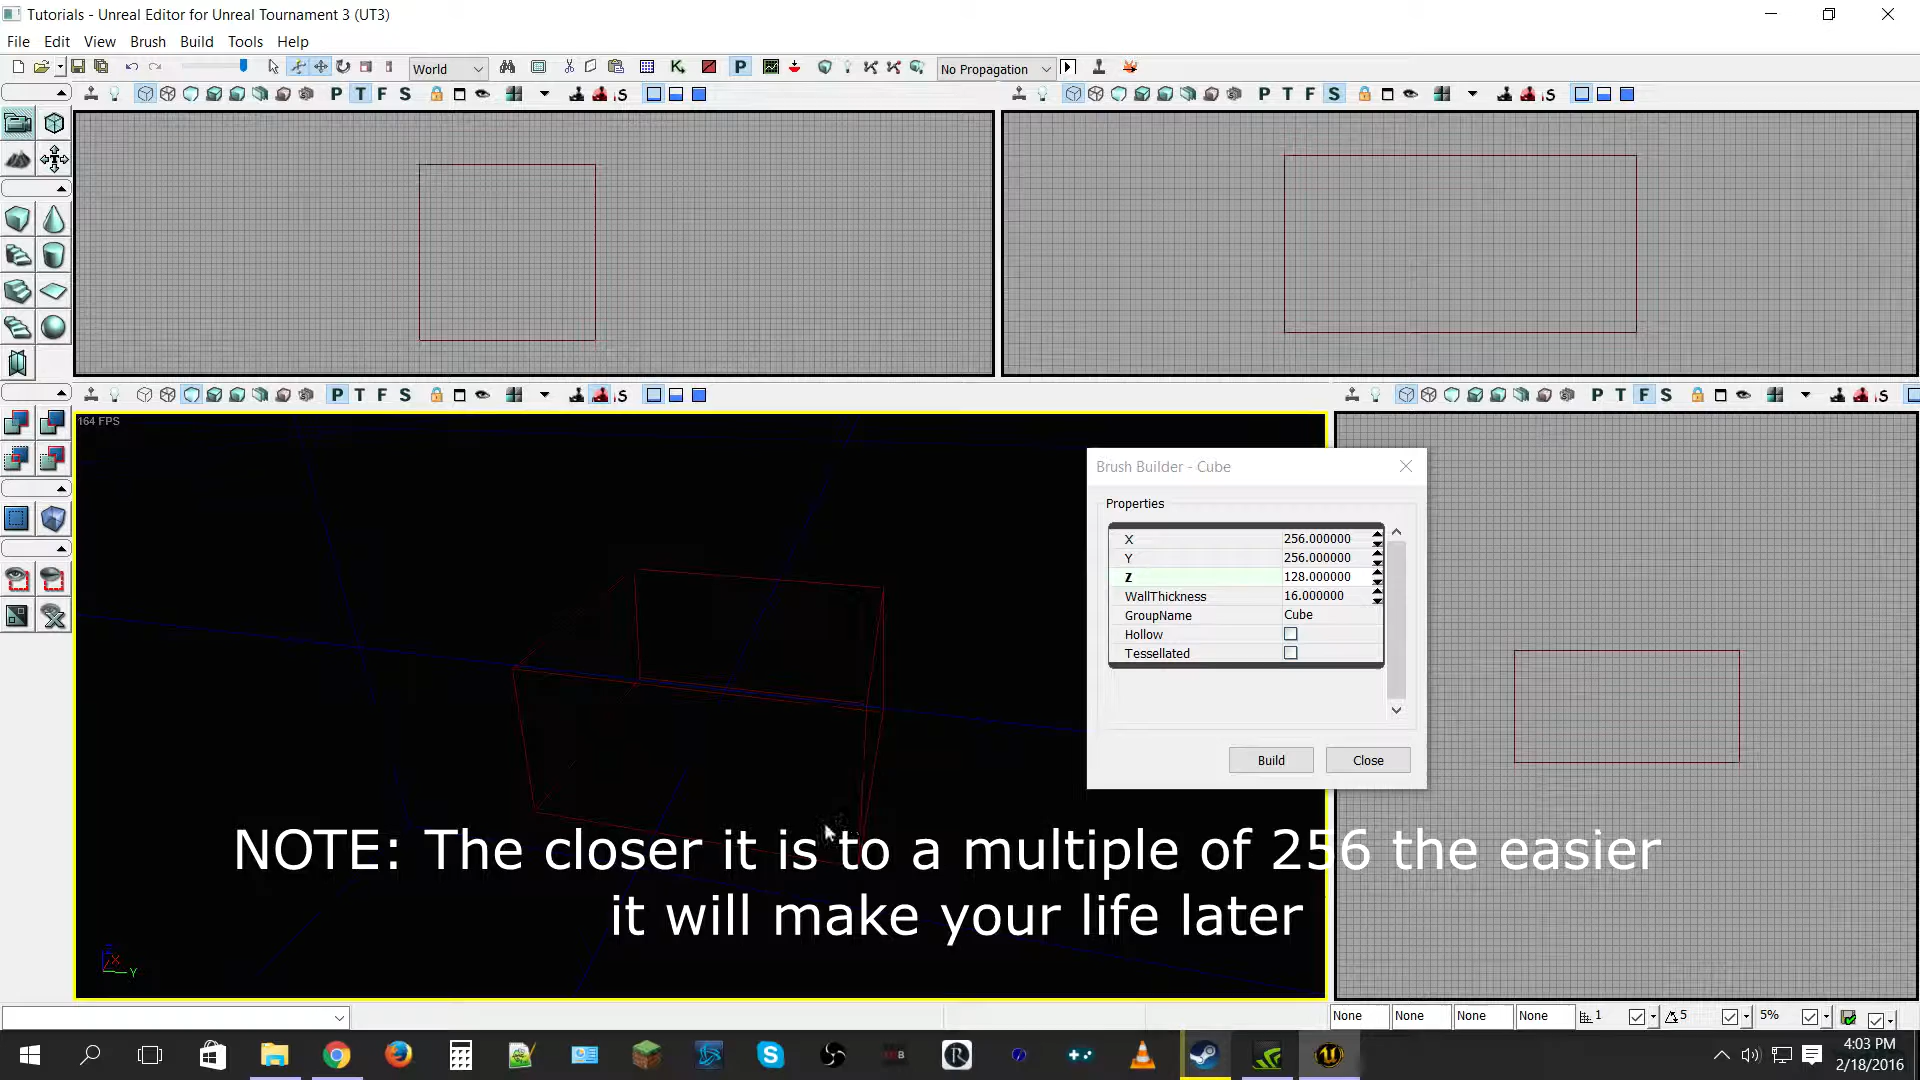 Tutorials - Unreal Editor for Unreal Tournament 3 (UT3)
File Edit View Brush Build Tools Help
World
P
No Propagation
P T F S
P T F S
P T F S
P T F S
164 FPS
Brush Builder - Cube
Properties
X 256.000000
Y 256.000000
Z 128.000000
WallThickness 16.000000
GroupName Cube
Hollow
Tessellated
Build Close
NOTE: The closer it is to a multiple of 256 the easier
it will make your life later
Z X Y
None None None None 1 5 5%
4:03 PM
2/18/2016